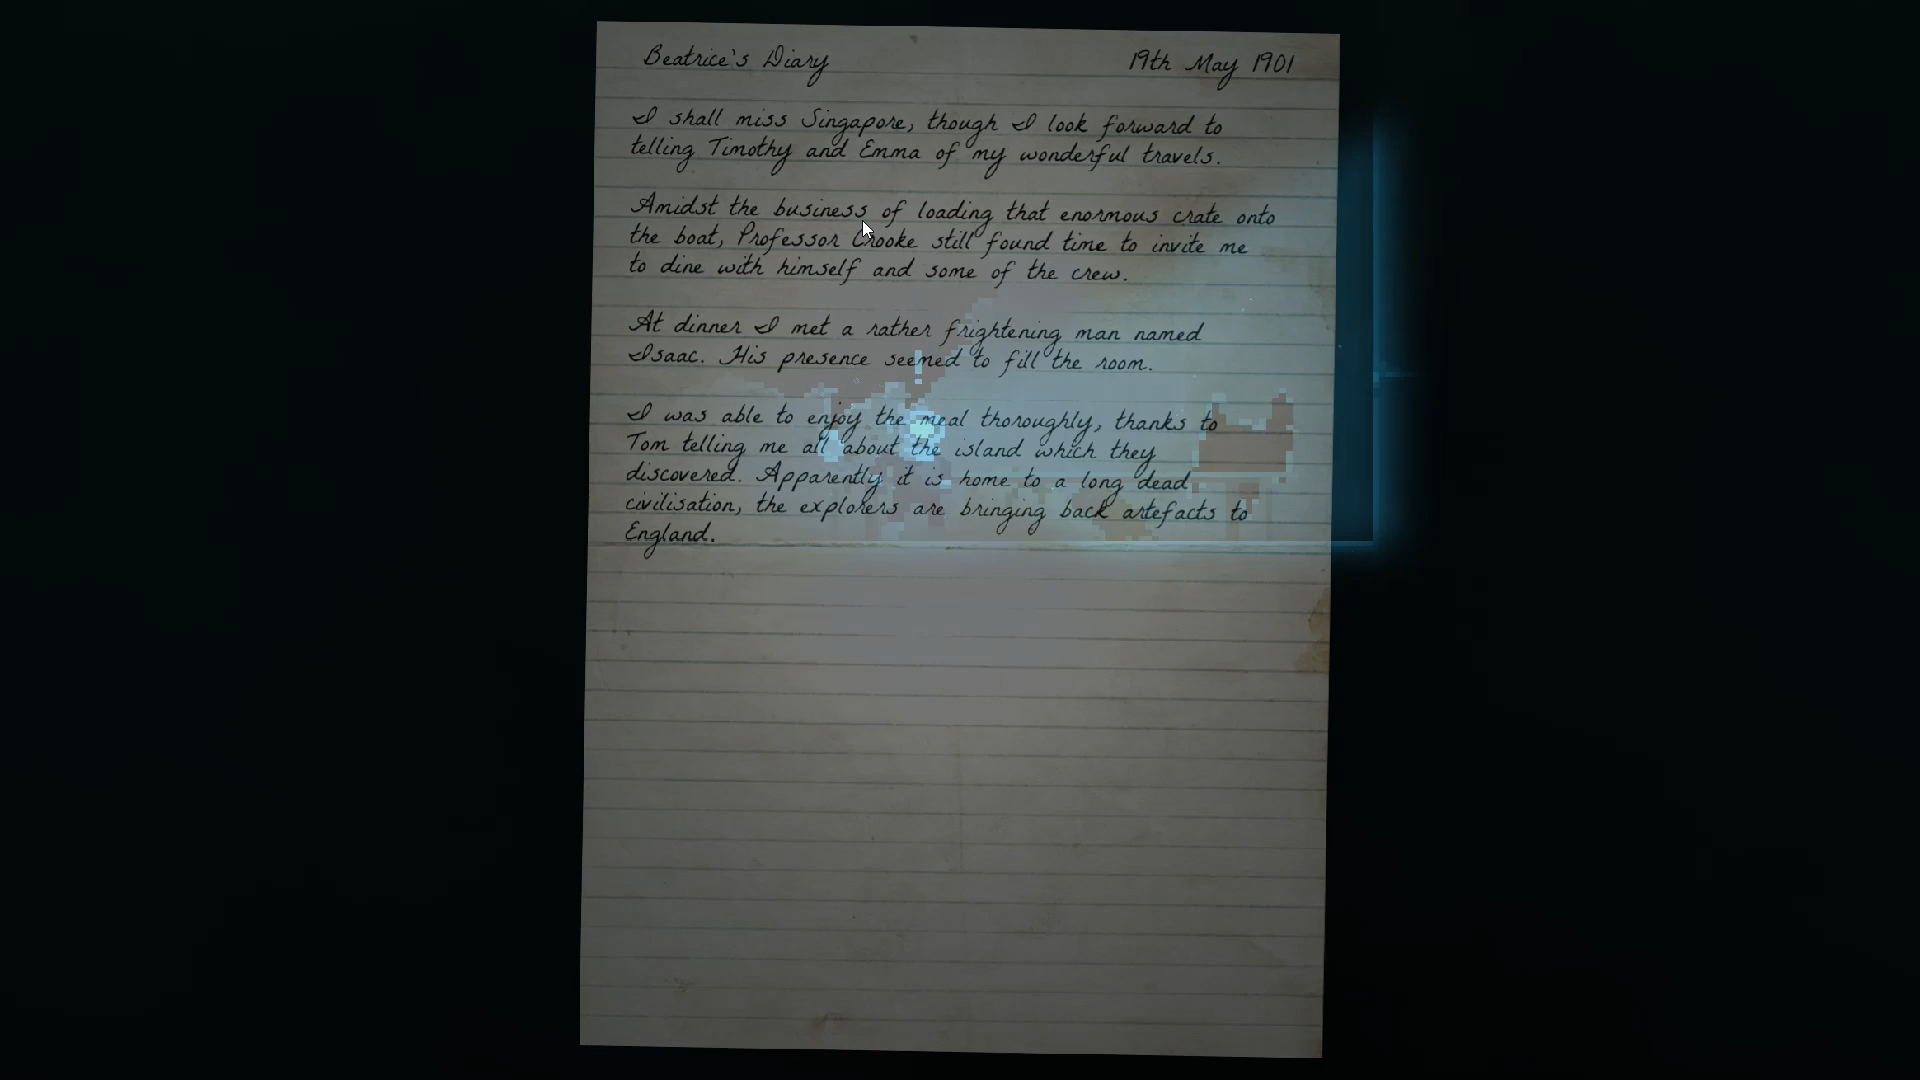 Beatrice's Diary
19th May 1901
I shall miss Singapore, though I look forward to
telling Timothy and Emma of my wonderful travels.
Amidst the business of loading that enormous crate onto
the boat, Professor Crooke still found time to invite me
to dine with himself and some of the crew.
At dinner I met a rather frightening man named
Isaac. His presence seemed to fill the room.
I was able to enjoy the meal thoroughly, thanks to
Tom telling me all about the island which they
discovered. Apparently it is home to a long dead
civilisation, the explorers are bringing back artefacts to
England.